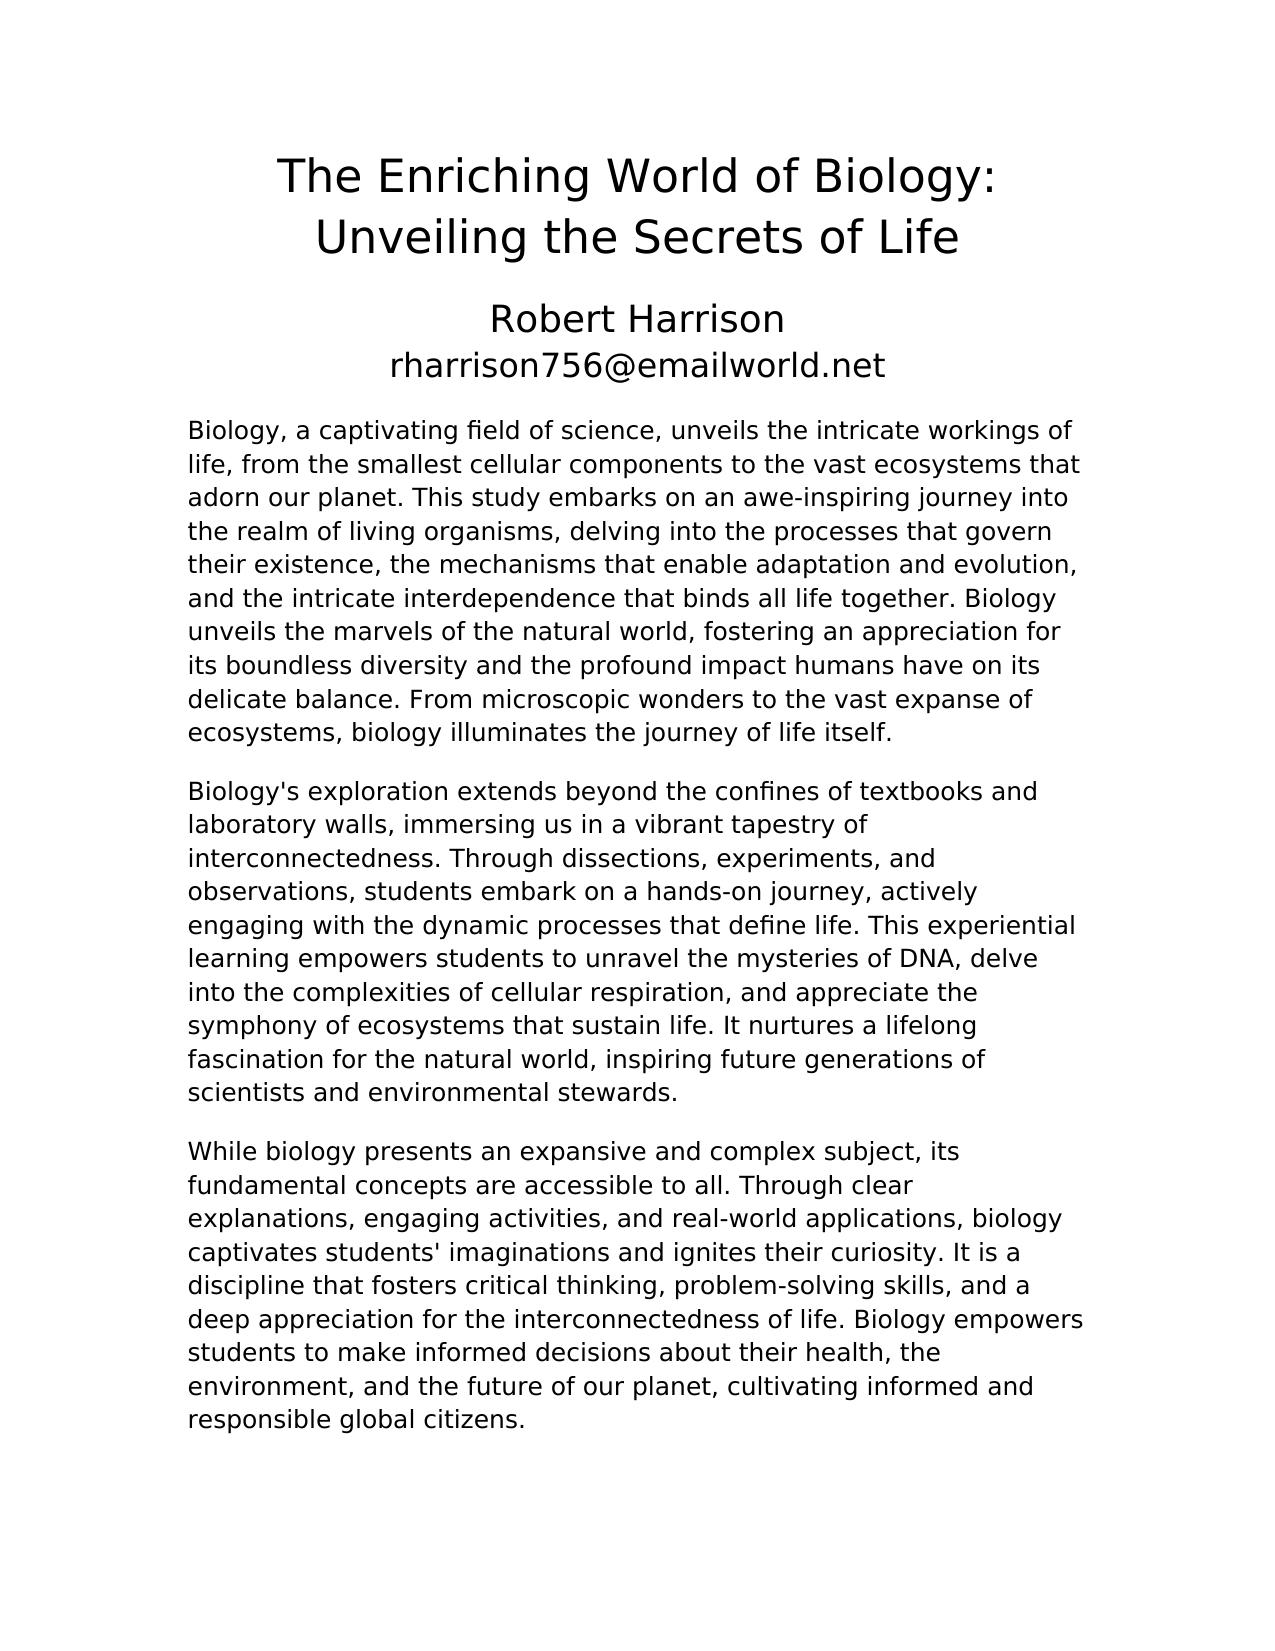 The Enriching World of Biology:
Unveiling the Secrets of Life
Robert Harrison
rharrison756@emailworld.net
Biology, a captivating field of science, unveils the intricate workings of
life, from the smallest cellular components to the vast ecosystems that
adorn our planet. This study embarks on an awe-inspiring journey into
the realm of living organisms, delving into the processes that govern
their existence, the mechanisms that enable adaptation and evolution,
and the intricate interdependence that binds all life together. Biology
unveils the marvels of the natural world, fostering an appreciation for
its boundless diversity and the profound impact humans have on its
delicate balance. From microscopic wonders to the vast expanse of
ecosystems, biology illuminates the journey of life itself.
Biology's exploration extends beyond the confines of textbooks and
laboratory walls, immersing us in a vibrant tapestry of
interconnectedness. Through dissections, experiments, and
observations, students embark on a hands-on journey, actively
engaging with the dynamic processes that define life. This experiential
learning empowers students to unravel the mysteries of DNA, delve
into the complexities of cellular respiration, and appreciate the
symphony of ecosystems that sustain life. It nurtures a lifelong
fascination for the natural world, inspiring future generations of
scientists and environmental stewards.
While biology presents an expansive and complex subject, its
fundamental concepts are accessible to all. Through clear
explanations, engaging activities, and real-world applications, biology
captivates students' imaginations and ignites their curiosity. It is a
discipline that fosters critical thinking, problem-solving skills, and a
deep appreciation for the interconnectedness of life. Biology empowers
students to make informed decisions about their health, the
environment, and the future of our planet, cultivating informed and
responsible global citizens.